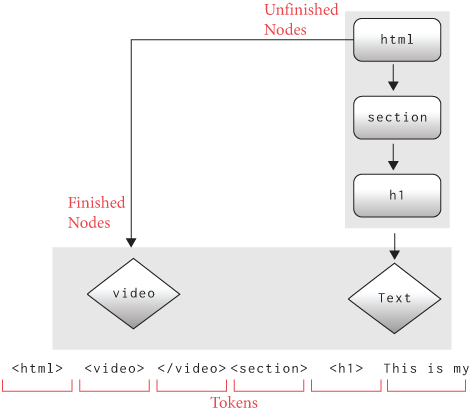 Unfinished
Nodes
html
section
h1
Finished
Nodes
video
Text
<html> <video> </video> <section> <h1> This is my
Tokens